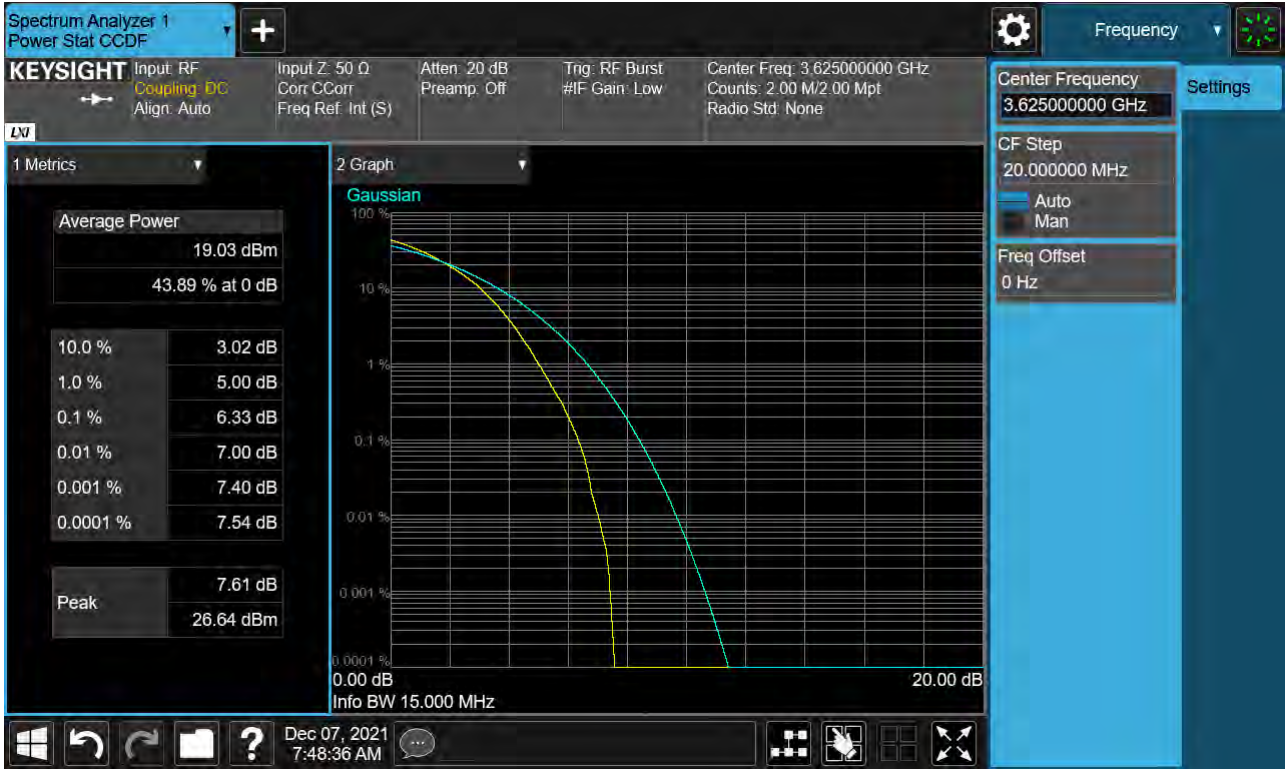 Spectrum Analyzer 1
Power Stat CCDF
+
Frequency
KEYSIGHT
Input: RF
Coupling: DC
Align: Auto
Input Z: 50 Ω
Corr CCorr
Freq Ref: Int (S)
Atten: 20 dB
Preamp: Off
Trig: RF Burst
#IF Gain: Low
Center Freq: 3.625000000 GHz
Counts: 2.00 M/2.00 Mpt
Radio Std: None
LXI
Center Frequency
3.625000000 GHz
Settings
CF Step
20.000000 MHz
Auto
Man
Freq Offset
0 Hz
1 Metrics
Average Power
19.03 dBm
43.89 % at 0 dB
10.0 % 3.02 dB
1.0 % 5.00 dB
0.1 % 6.33 dB
0.01 % 7.00 dB
0.001 % 7.40 dB
0.0001 % 7.54 dB
Peak
7.61 dB
26.64 dBm
2 Graph
Gaussian
100 %
10 %
1 %
0.1 %
0.01 %
0.001 %
0.0001 %
0.00 dB 20.00 dB
Info BW 15.000 MHz
?
Dec 07, 2021
7:48:36 AM